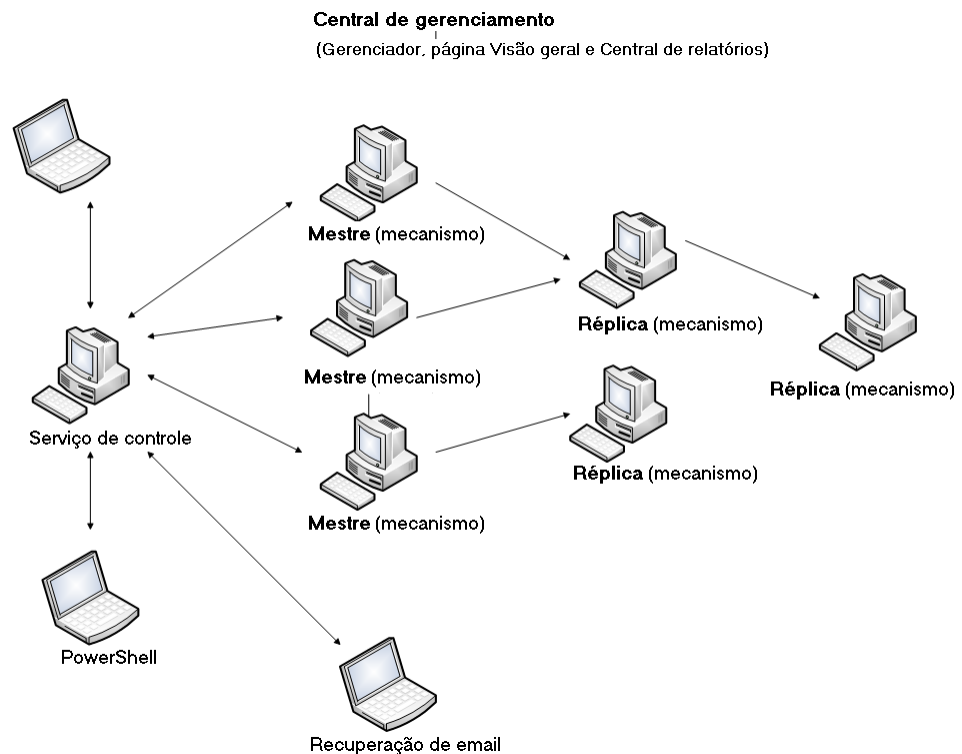 Central de gerenciamento
(Gerenciador, página Visão geral e Central de relatórios)
Mestre (mecanismo)
Réplica (mecanismo)
Mestre (mecanismo)
Réplica (mecanismo)
Serviço de controle
Réplica (mecanismo)
Mestre (mecanismo)
PowerShell
Recuperação de email